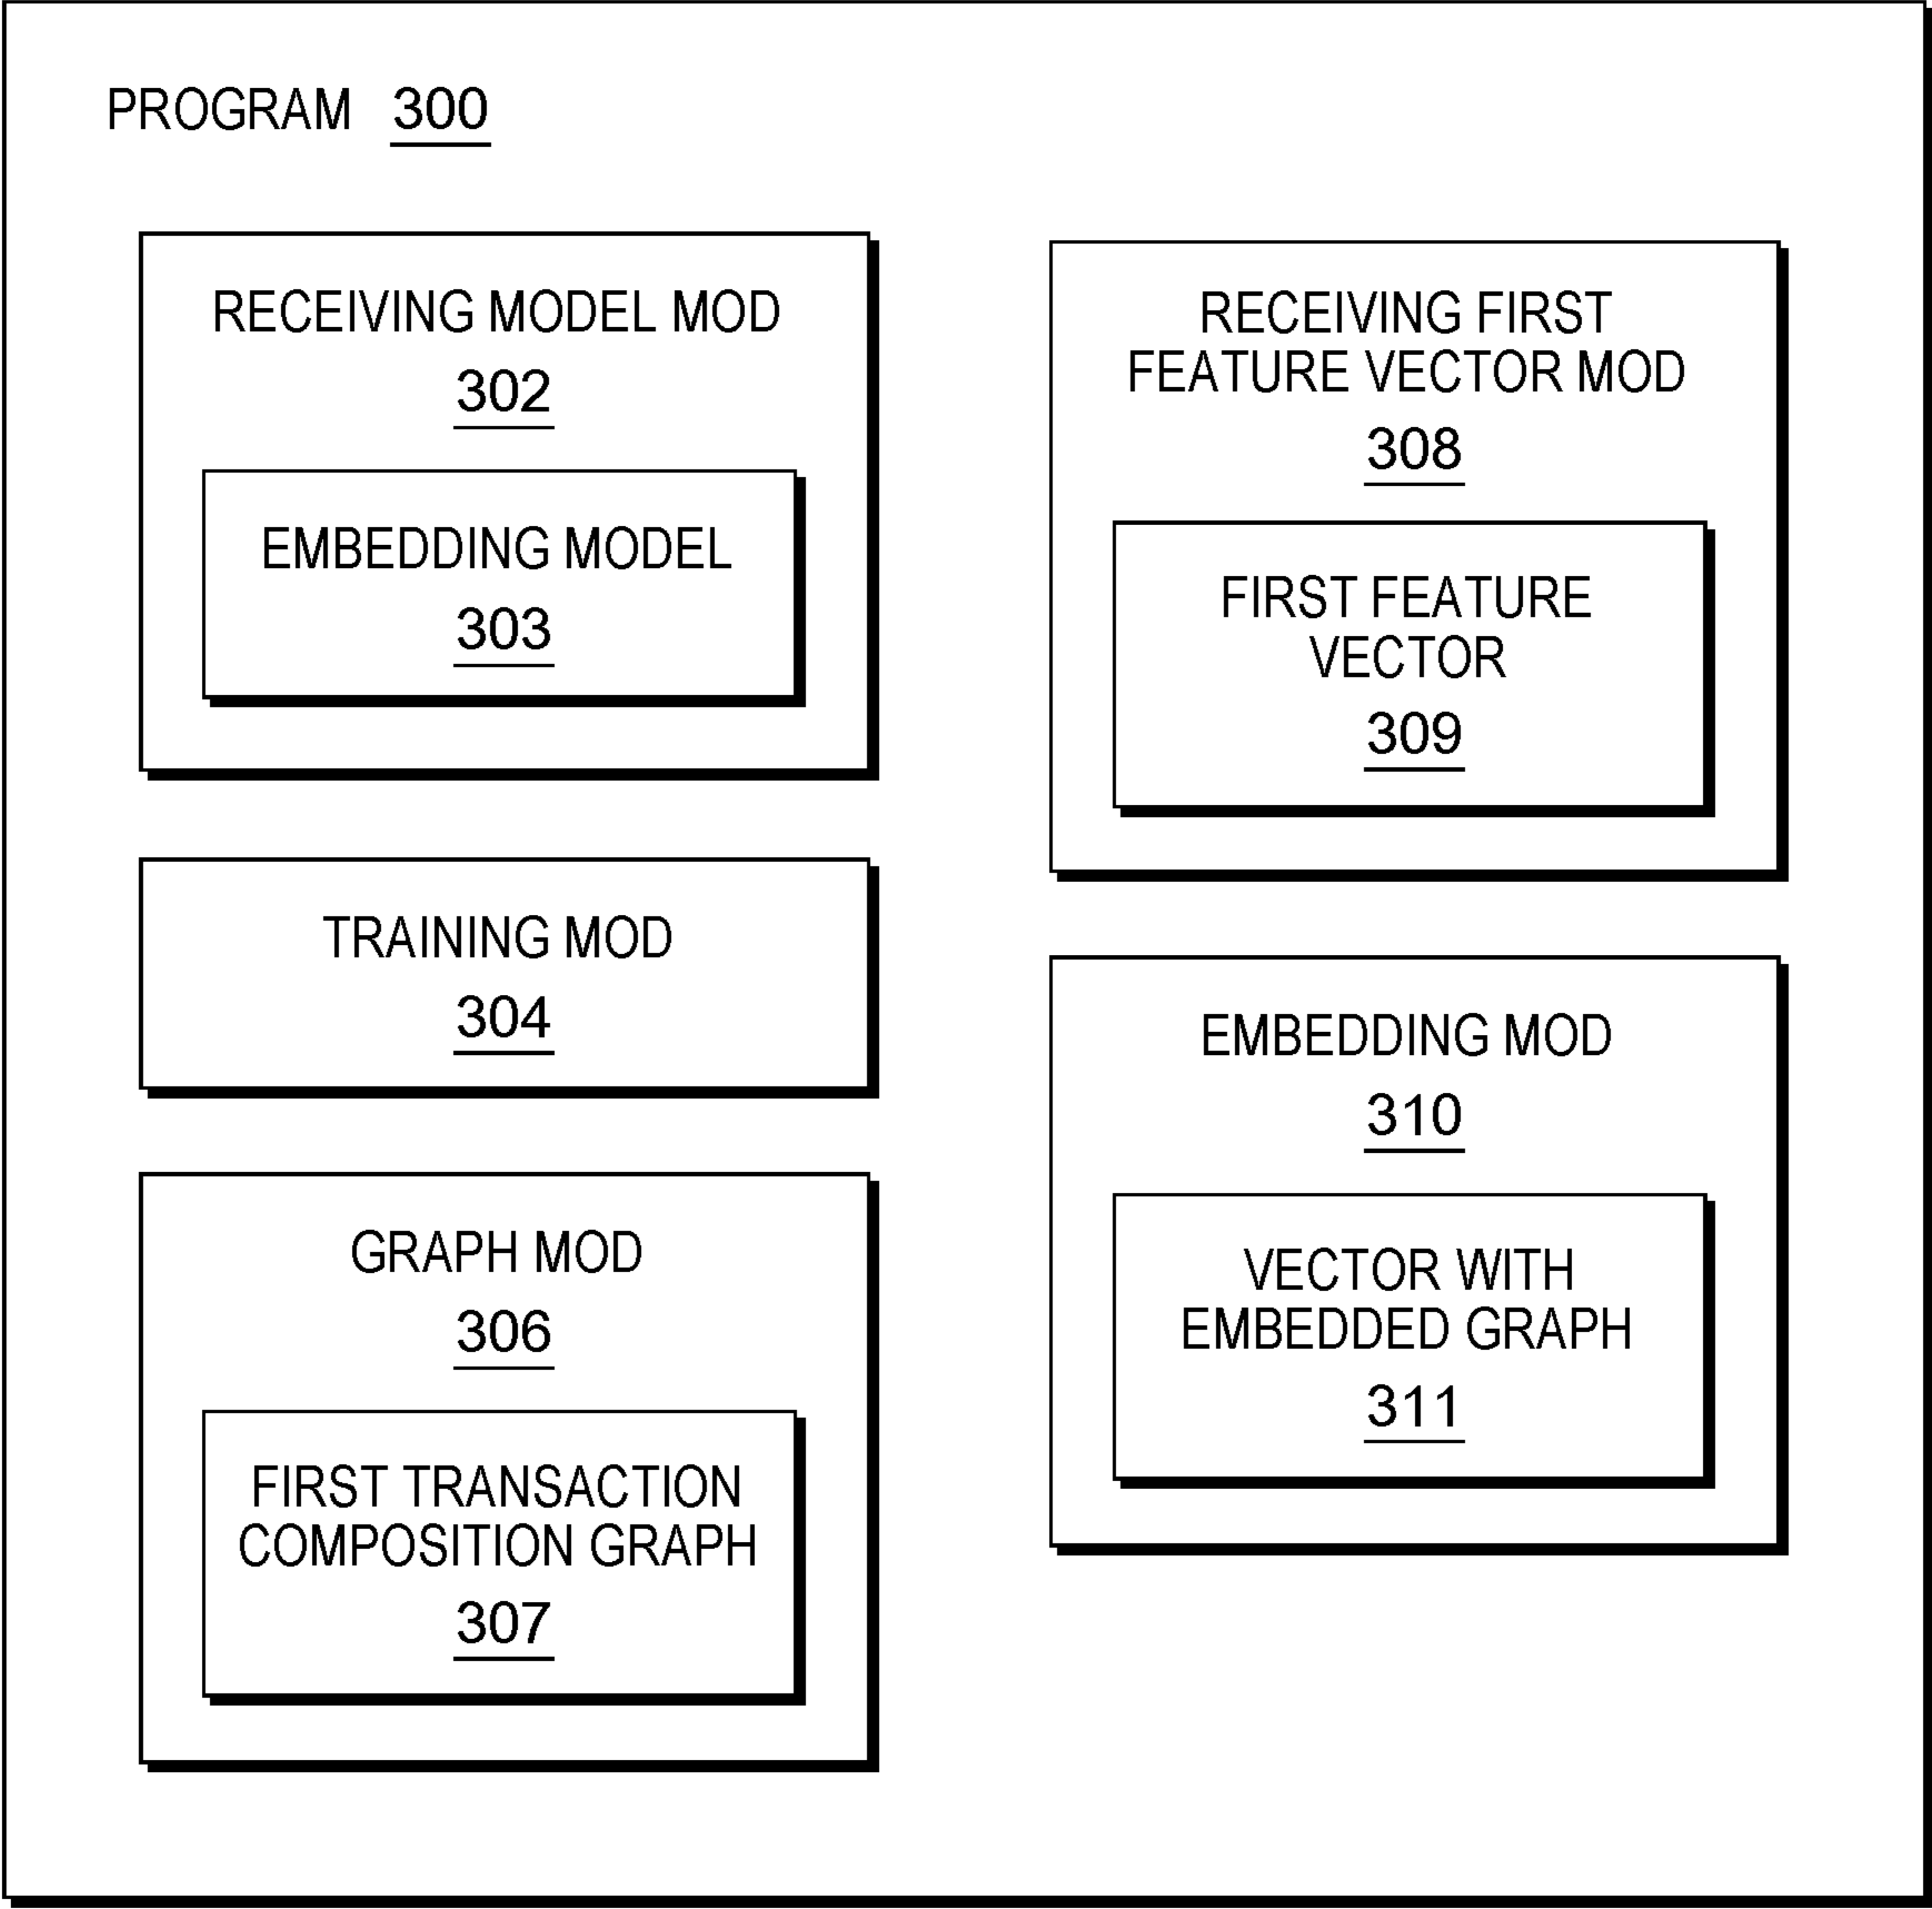 PROGRAM 300
RECEIVING MODEL MOD
302
EMBEDDING MODEL
303
TRAINING MOD
304
GRAPH MOD
306
FIRST TRANSACTION
COMPOSITION GRAPH
307
RECEIVING FIRST
FEATURE VECTOR MOD
308
FIRST FEATURE
VECTOR
309
EMBEDDING MOD
310
VECTOR WITH
EMBEDDED GRAPH
311